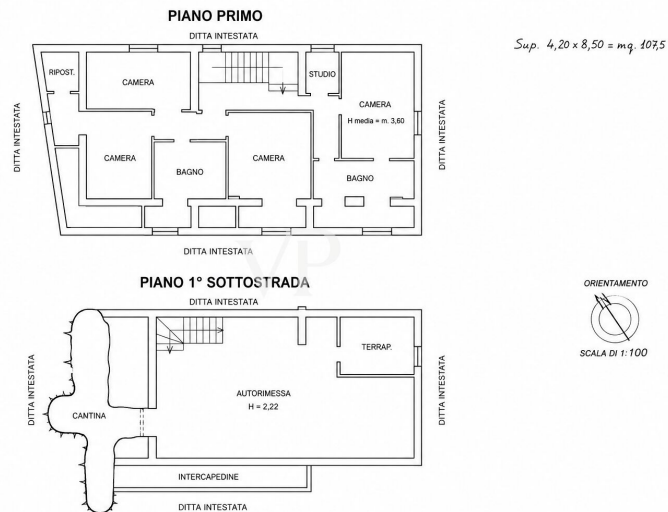 PIANO PRIMO
DITTA INTESTATA
Sup. 4,20 x 8,50 = mq. 107,5
RIPOST.
CAMERA
STUDIO
CAMERA
H media = m. 3,60
DITTA INTESTATA
DITTA INTESTATA
CAMERA
CAMERA
BAGNO
BAGNO
DITTA INTESTATA
VP
PIANO 1° SOTTOSTRADA
DITTA INTESTATA
ORIENTAMENTO
N
SCALA DI 1:100
TERRAP.
DITTA INTESTATA
DITTA INTESTATA
AUTORIMESSA
H = 2,22
CANTINA
INTERCAPEDINE
DITTA INTESTATA